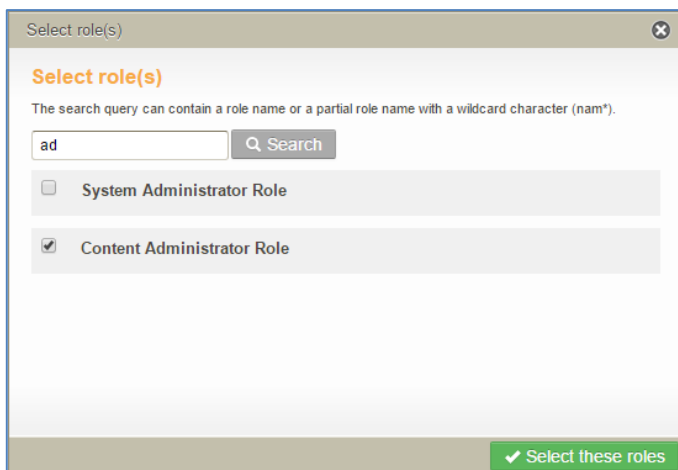 Select role(s)
Select role(s)
The search query can contain a role name or a partial role name with a wildcard character (nam*).
ad Search
System Administrator Role
Content Administrator Role
Select these roles